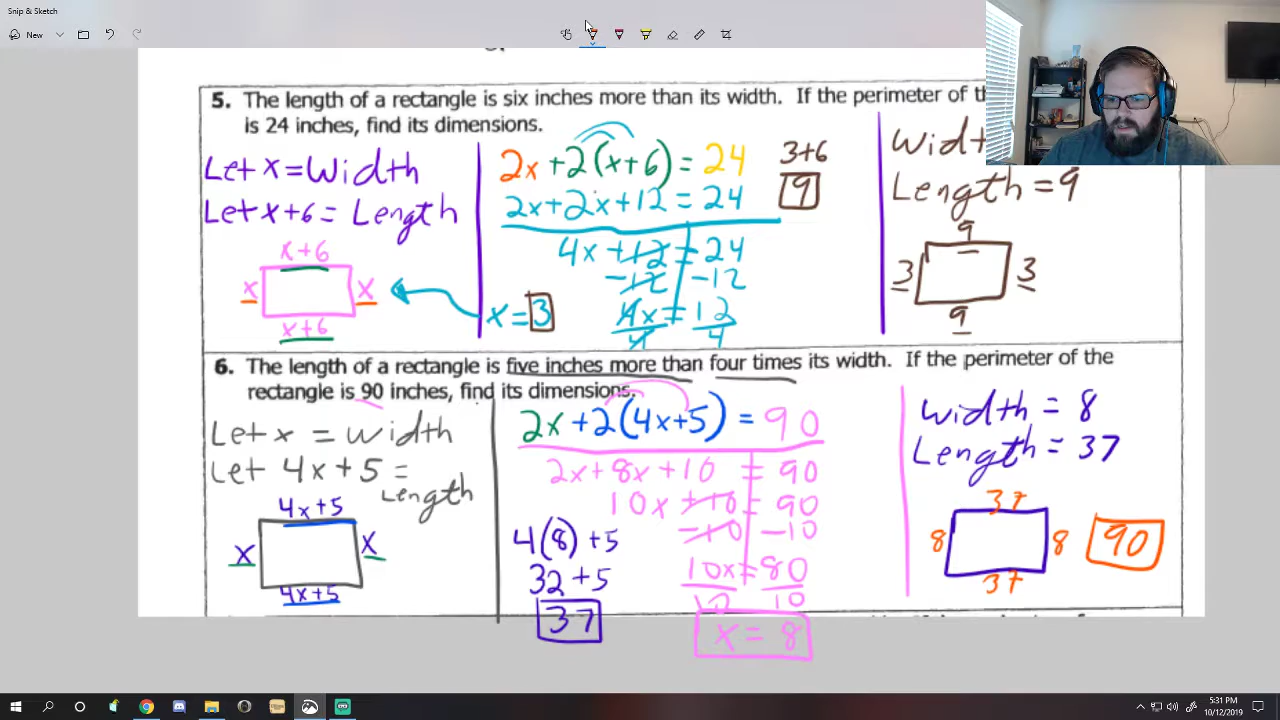 Snip & Sketch
New
5. The length of a rectangle is six inches more than its width. If the perimeter of th
is 24 inches, find its dimensions.
Let x = Width
Let x+6 = Length
x+6
x
x
x+6
2x +2(x+6) = 24
2x+2x+12 = 24
4x +12 = 24
-12 -12
4x = 12
4 4
x = 3
3+6
9
Widt
Length = 9
9
3
3
9
6. The length of a rectangle is five inches more than four times its width. If the perimeter of the
rectangle is 90 inches, find its dimensions.
Let x = width
Let 4x+5 =
Length
4x+5
x
x
4x+5
2x +2(4x+5) = 90
2x+8x+10 = 90
10x +10 = 90
-10 -10
10x = 80
10 10
x = 8
4(8) +5
32 +5
37
Width = 8
Length = 37
37
8
8
37
90
5:31 PM
10/12/2019